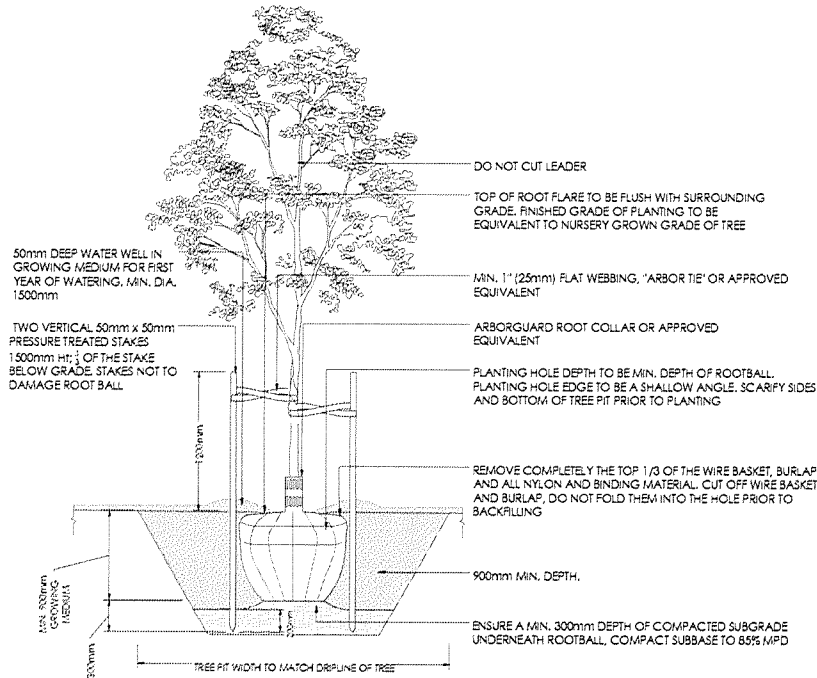 DO NOT CUT LEADER
TOP OF ROOT FLARE TO BE FLUSH WITH SURROUNDING
GRADE. FINISHED GRADE OF PLANTING TO BE
EQUIVALENT TO NURSERY GROWN GRADE OF TREE
50mm DEEP WATER WELL IN
GROWING MEDIUM FOR FIRST
YEAR OF WATERING. MIN. DIA.
1500mm
MIN. 1" (25mm) FLAT WEBBING, "ARBOR TIE" OR APPROVED
EQUIVALENT
TWO VERTICAL 50mm x 50mm
PRESSURE TREATED STAKES
1500mm Ht; OF THE STAKE
BELOW GRADE. STAKES NOT TO
DAMAGE ROOT BALL
ARBORGUARD ROOT COLLAR OR APPROVED
EQUIVALENT
PLANTING HOLE DEPTH TO BE MIN. DEPTH OF ROOTBALL.
PLANTING HOLE EDGE TO BE A SHALLOW ANGLE. SCARIFY SIDES
AND BOTTOM OF TREE PIT PRIOR TO PLANTING
1200mm
REMOVE COMPLETELY THE TOP 1/3 OF THE WIRE BASKET, BURLAP
AND ALL NYLON AND BINDING MATERIAL. CUT OFF WIRE BASKET
AND BURLAP, DO NOT FOLD THEM INTO THE HOLE PRIOR TO
BACKFILLING
900mm MIN. DEPTH.
MIN. 900mm
GROWING
MEDIUM
300mm
ENSURE A MIN. 300mm DEPTH OF COMPACTED SUBGRADE
UNDERNEATH ROOTBALL, COMPACT SUBBASE TO 85% MPD
TREE PIT WIDTH TO MATCH DRIPLINE OF TREE